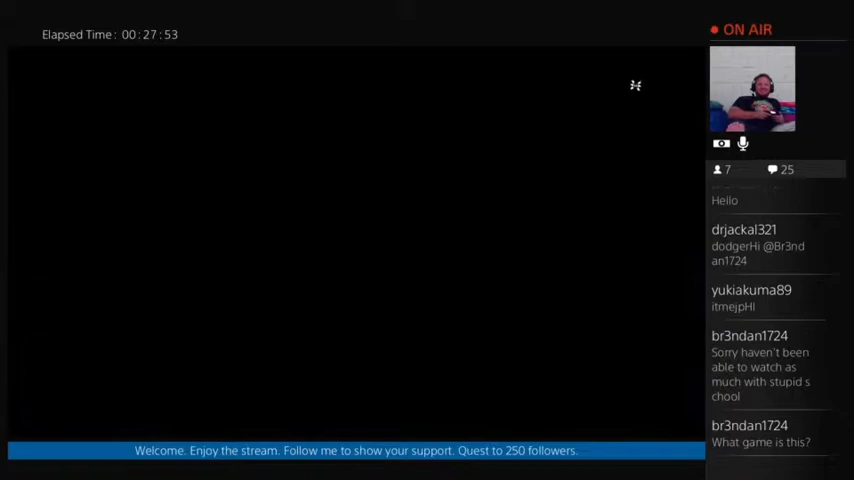 Elapsed Time: 00:27:53
ON AIR
7
25
Hello
drjackal321
dodgerHi @Br3nd
an1724
yukiakuma89
itmejpHI
br3ndan1724
Sorry haven't been
able to watch as
much with stupid s
chool
br3ndan1724
What game is this?
Welcome. Enjoy the stream. Follow me to show your support. Quest to 250 followers.